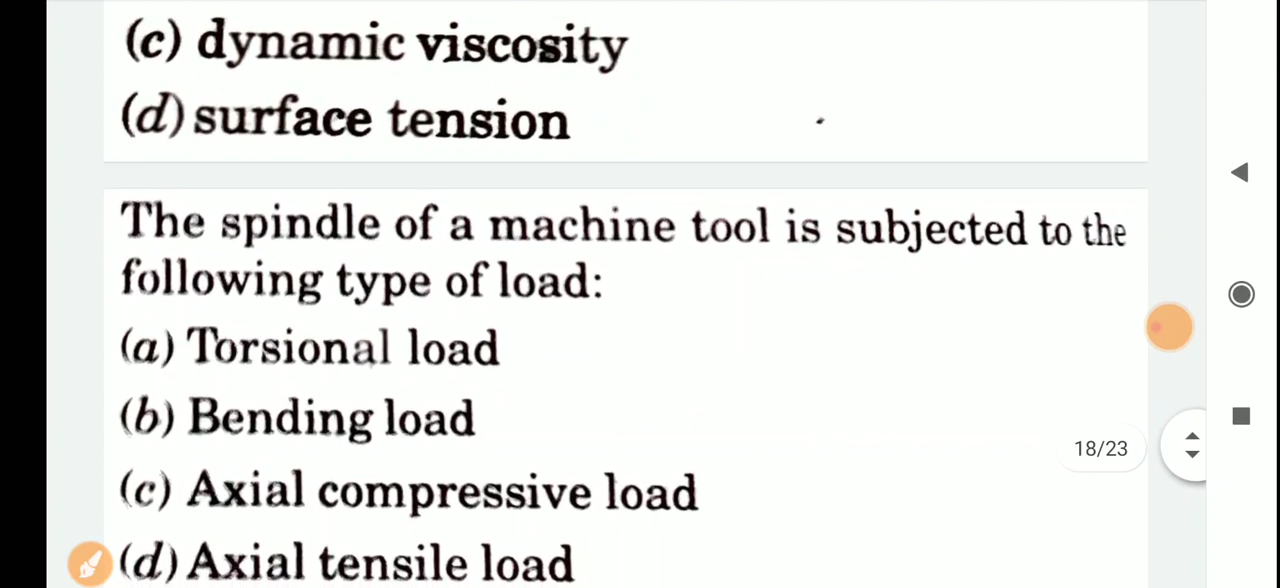 (c) dynamic viscosity
(d) surface tension
The spindle of a machine tool is subjected to the
following type of load:
(a) Torsional load
(b) Bending load
18/23
(c) Axial compressive load
(d) Axial tensile load